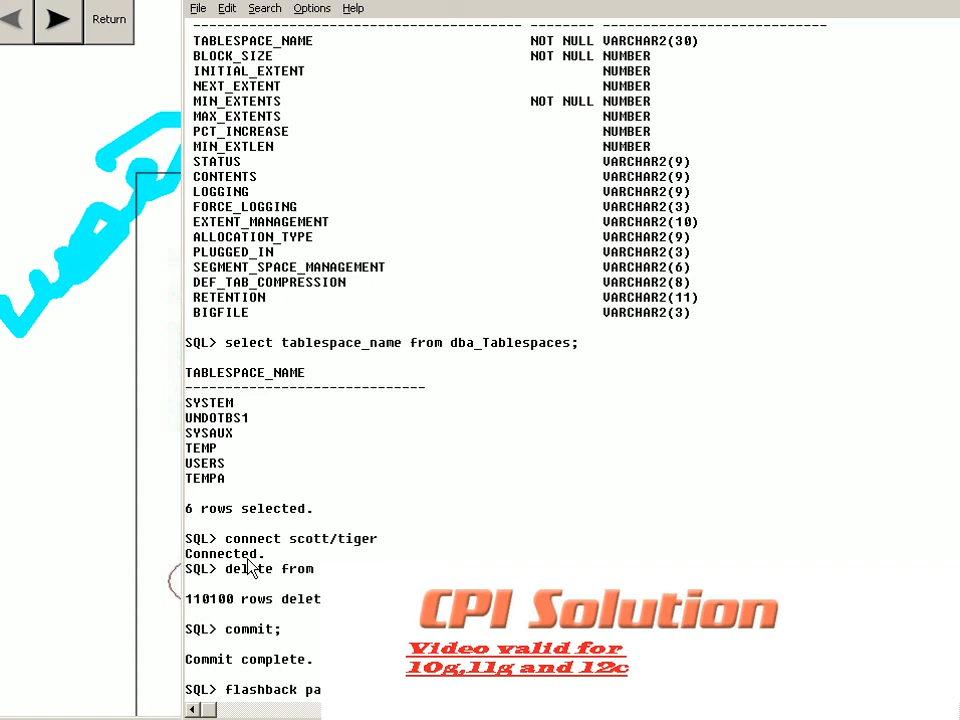 Return
File Edit Search Options Help
---------------------------------------- -------- ----------------------------
TABLESPACE_NAME NOT NULL VARCHAR2(30)
BLOCK_SIZE NOT NULL NUMBER
INITIAL_EXTENT NUMBER
NEXT_EXTENT NUMBER
MIN_EXTENTS NOT NULL NUMBER
MAX_EXTENTS NUMBER
PCT_INCREASE NUMBER
MIN_EXTLEN NUMBER
STATUS VARCHAR2(9)
CONTENTS VARCHAR2(9)
LOGGING VARCHAR2(9)
FORCE_LOGGING VARCHAR2(3)
EXTENT_MANAGEMENT VARCHAR2(10)
ALLOCATION_TYPE VARCHAR2(9)
PLUGGED_IN VARCHAR2(3)
SEGMENT_SPACE_MANAGEMENT VARCHAR2(6)
DEF_TAB_COMPRESSION VARCHAR2(8)
RETENTION VARCHAR2(11)
BIGFILE VARCHAR2(3)
SQL> select tablespace_name from dba_Tablespaces;
TABLESPACE_NAME
------------------------------
SYSTEM
UNDOTBS1
SYSAUX
TEMP
USERS
TEMPA
6 rows selected.
SQL> connect scott/tiger
Connected.
SQL> delete from
110100 rows delet
SQL> commit;
Commit complete.
SQL> flashback pa
CPI Solution
Video valid for
10g,11g and 12c